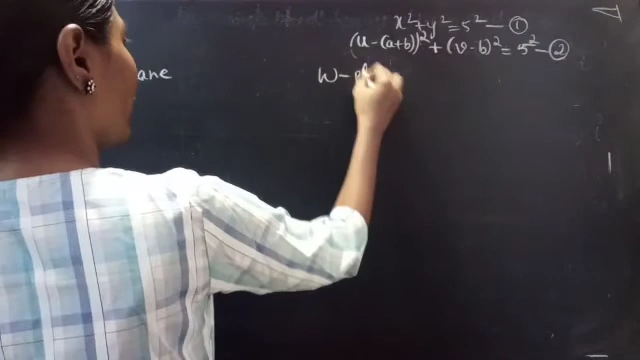 x² + y² = 5² — ①
(u - (a+b))² + (v - b)² = 5² — ②
ane
W - pl